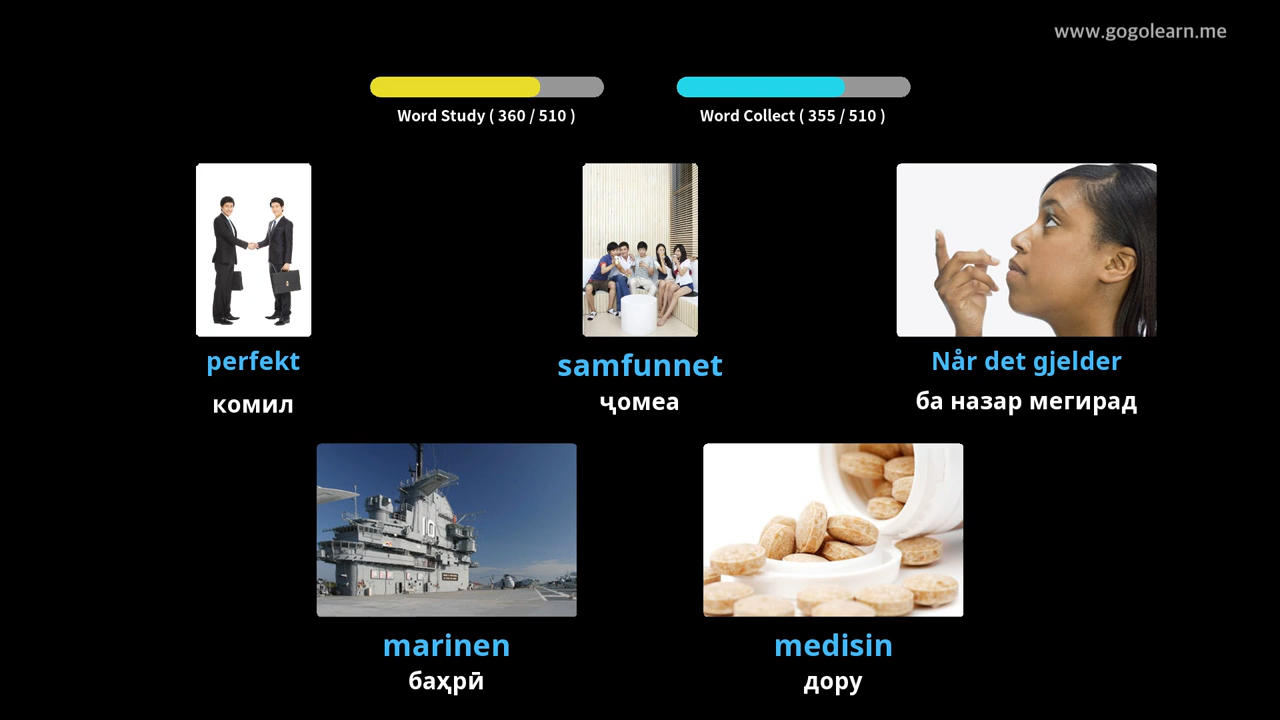 www.gogolearn.me
Word Study ( 360 / 510 )
Word Collect ( 355 / 510 )
perfekt
комил
samfunnet
ҷомеа
Når det gjelder
ба назар мегирад
16
marinen
баҳрӣ
medisin
дору